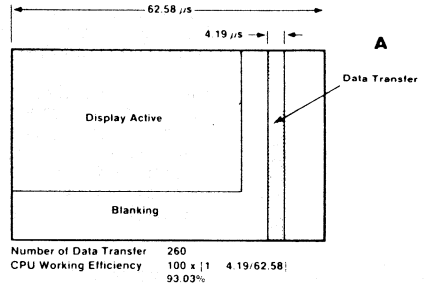 62.58 μs
4.19 μs
A
Data Transfer
Display Active
Blanking
Number of Data Transfer 260
CPU Working Efficiency 100 x {1 4.19/62.58}
93.03%